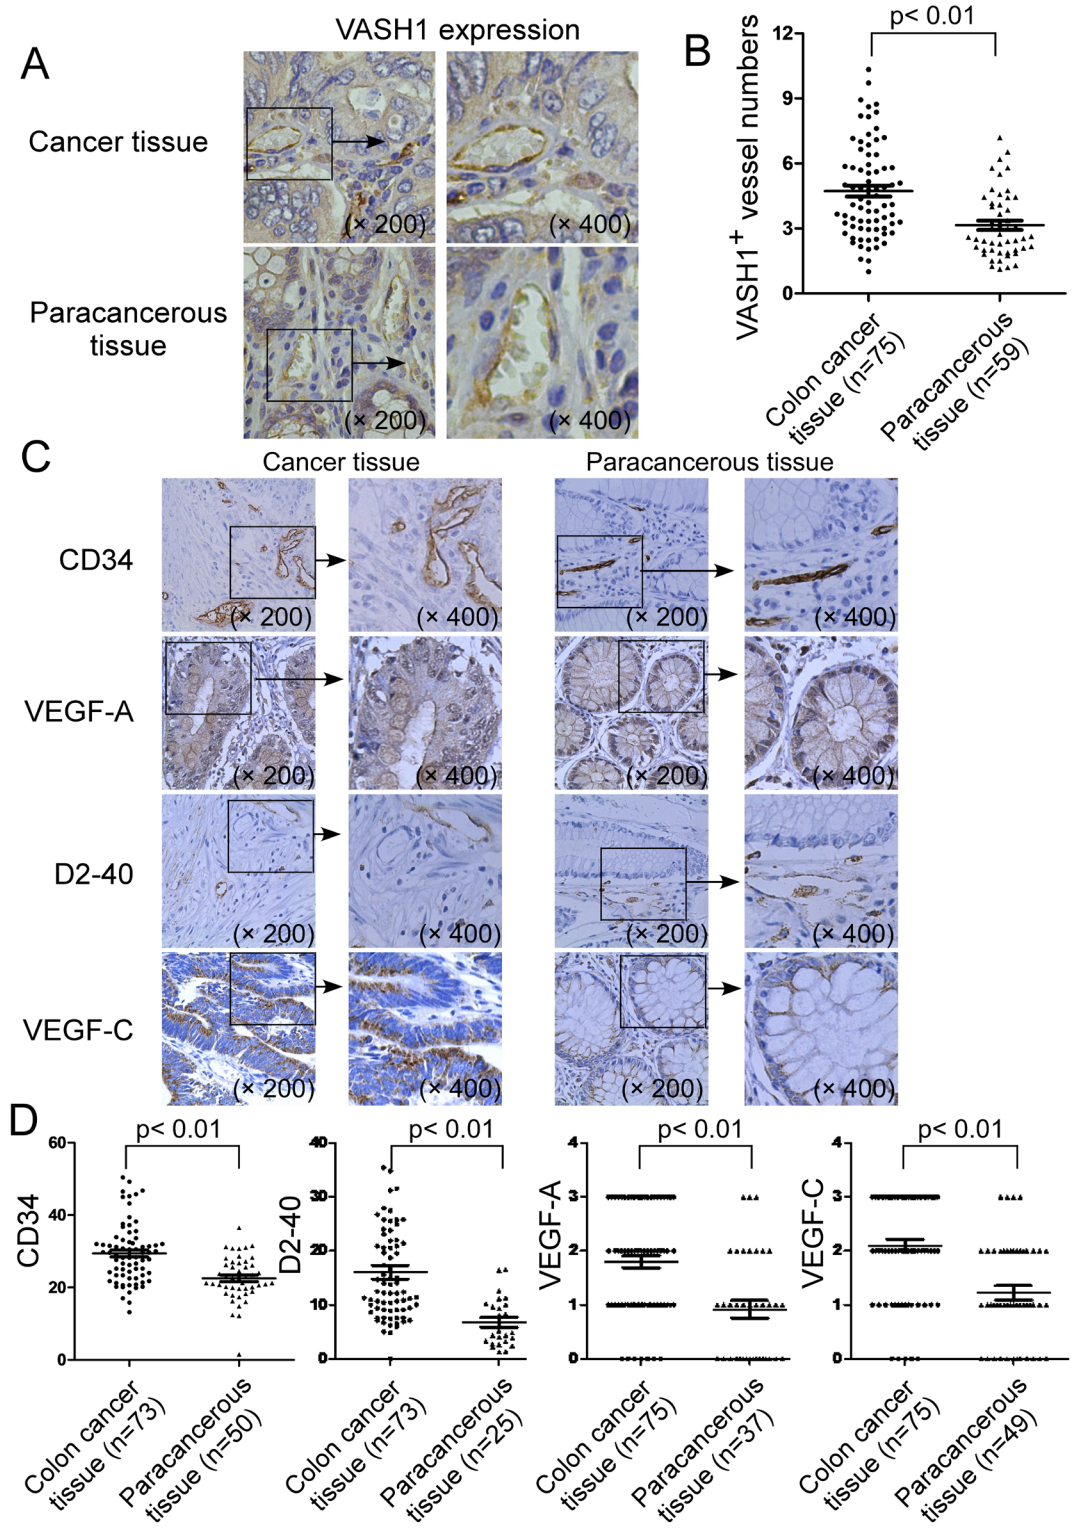 VASH1 expression
A
Cancer tissue
(× 200)
(× 400)
Paracancerous
tissue
(× 200)
(× 400)
B
p< 0.01
VASH1+ vessel numbers
12
9
6
3
0
Colon cancer
tissue (n=75)
Paracancerous
tissue (n=59)
C
Cancer tissue
Paracancerous tissue
CD34
(× 200)
(× 400)
(× 200)
(× 400)
VEGF-A
(× 200)
(× 400)
(× 200)
(× 400)
D2-40
(× 200)
(× 400)
(× 200)
(× 400)
VEGF-C
(× 200)
(× 400)
(× 200)
(× 400)
D
p< 0.01
CD34
60
40
20
0
Colon cancer
tissue (n=73)
Paracancerous
tissue (n=50)
p< 0.01
D2-40
40
30
20
10
0
Colon cancer
tissue (n=73)
Paracancerous
tissue (n=25)
p< 0.01
VEGF-A
4
3
2
1
0
Colon cancer
tissue (n=75)
Paracancerous
tissue (n=37)
p< 0.01
VEGF-C
4
3
2
1
0
Colon cancer
tissue (n=75)
Paracancerous
tissue (n=49)